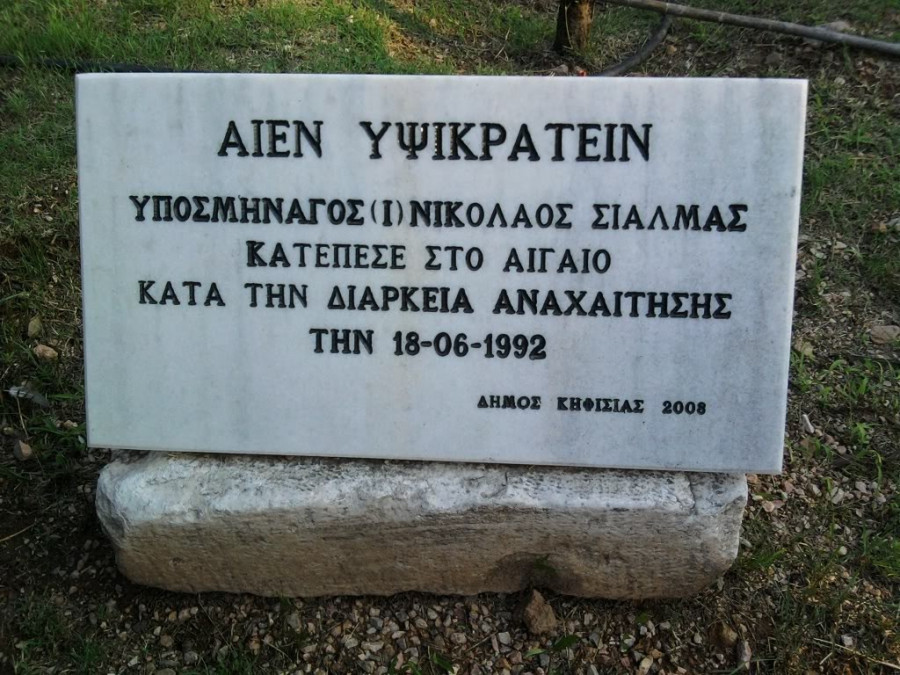 ΑΙΕΝ ΥΨΙΚΡΑΤΕΙΝ
ΥΠΟΣΜΗΝΑΓΟΣ (Ι) ΝΙΚΟΛΑΟΣ ΣΙΑΛΜΑΣ
ΚΑΤΕΠΕΣΕ ΣΤΟ ΑΙΓΑΙΟ
ΚΑΤΑ ΤΗΝ ΔΙΑΡΚΕΙΑ ΑΝΑΧΑΙΤΗΣΗΣ
ΤΗΝ 18-06-1992
ΔΗΜΟΣ ΚΗΦΙΣΙΑΣ 2008